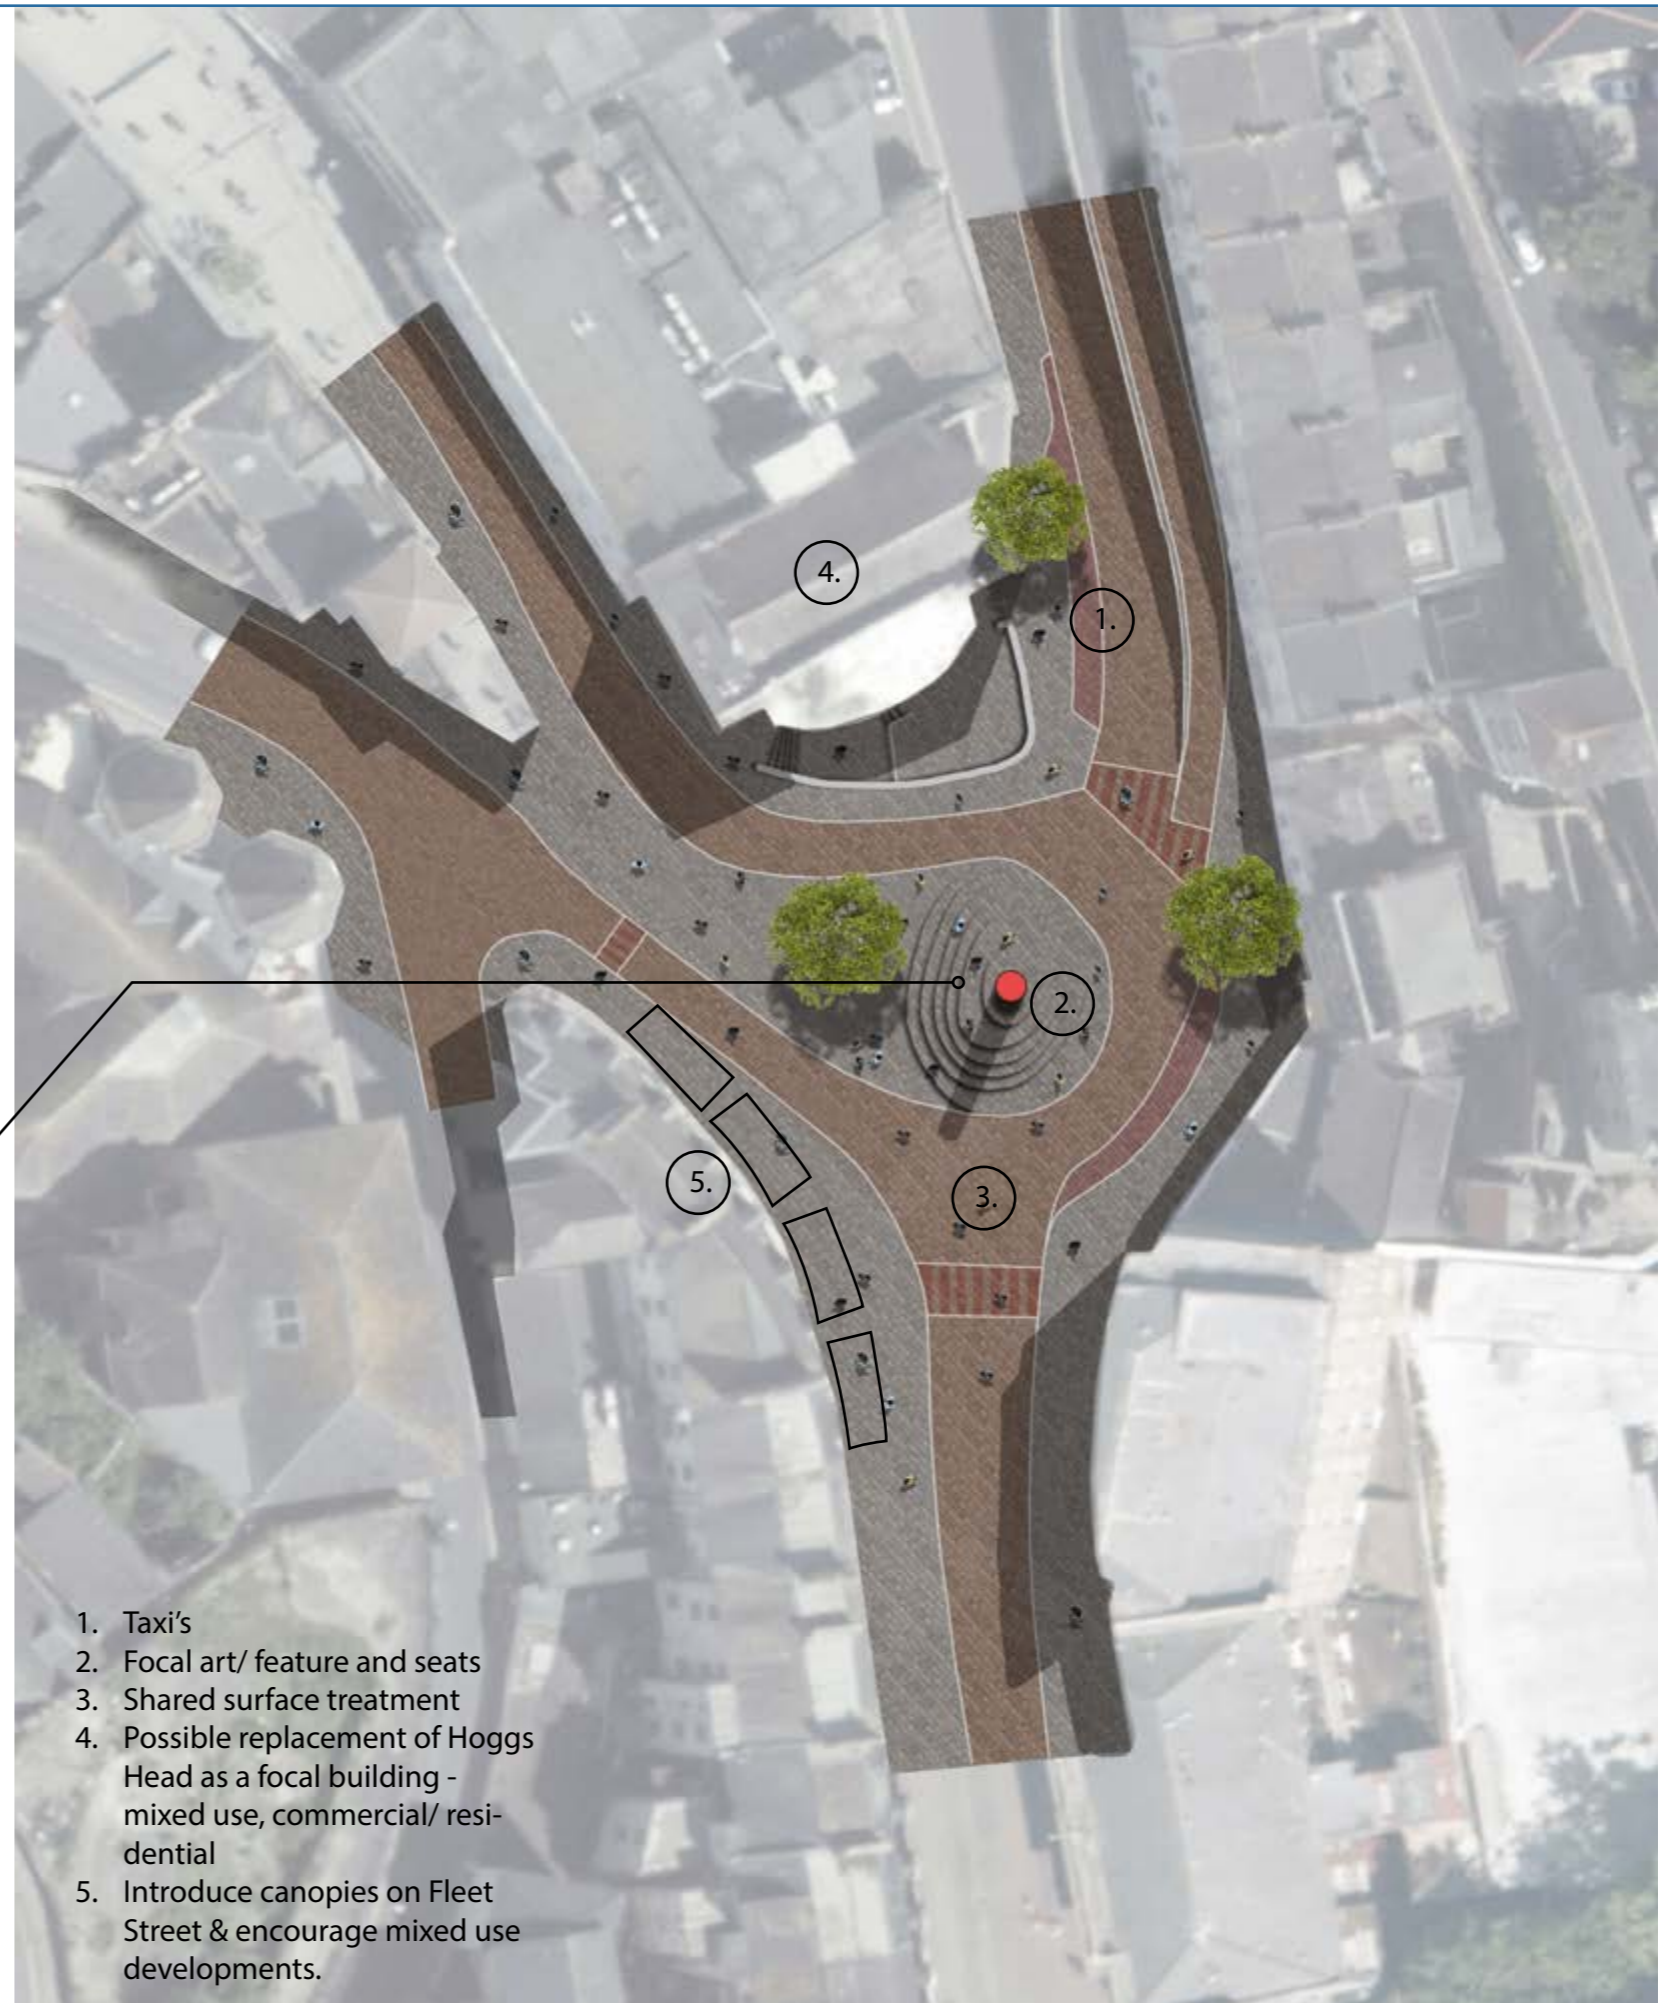 4.
1.
2.
5.
3.
1. Taxi's
2. Focal art/ feature and seats
3. Shared surface treatment
4. Possible replacement of Hoggs
Head as a focal building -
mixed use, commercial/ resi-
dential
5. Introduce canopies on Fleet
Street & encourage mixed use
developments.